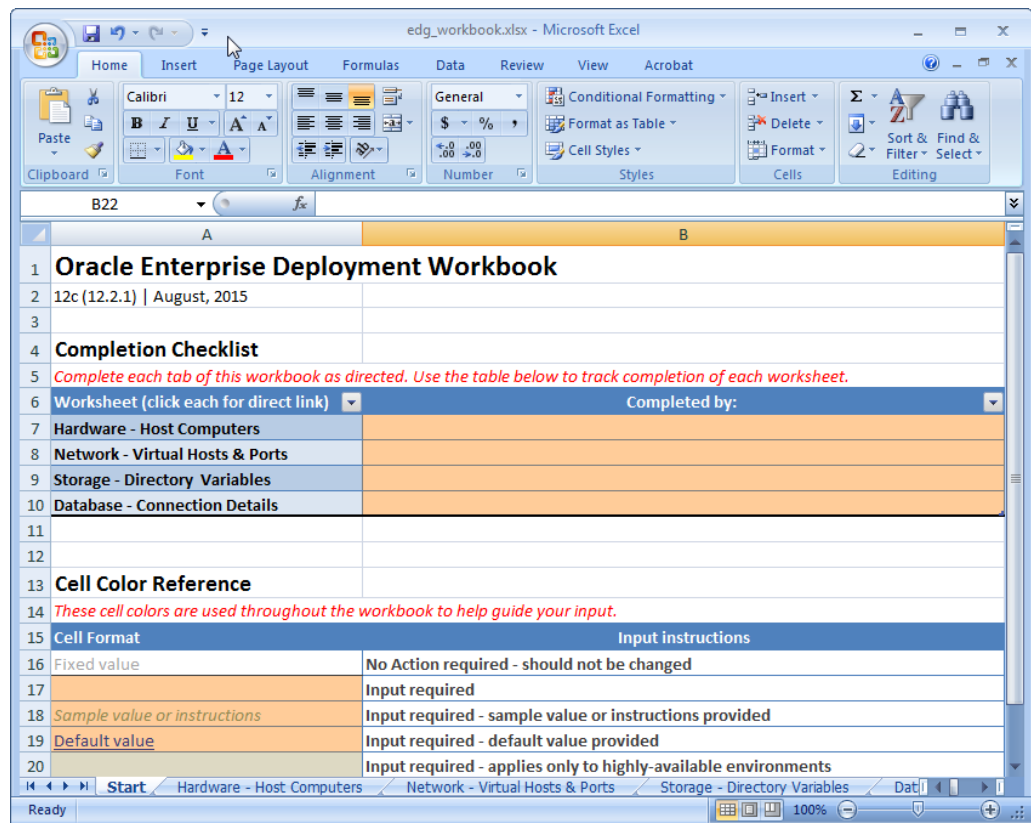 edg_workbook.xlsx - Microsoft Excel
Home Insert Page Layout Formulas Data Review View Acrobat
Calibri 12 General Conditional Formatting Insert Σ
Paste B I U A A $ % , Format as Table Delete Sort & Filter Find & Select
A .0 .00 .00 .0 Cell Styles Format
Clipboard Font Alignment Number Styles Cells Editing
B22 fx
A B
1 Oracle Enterprise Deployment Workbook
2 12c (12.2.1) | August, 2015
3
4 Completion Checklist
5 Complete each tab of this workbook as directed. Use the table below to track completion of each worksheet.
6 Worksheet (click each for direct link) Completed by:
7 Hardware - Host Computers
8 Network - Virtual Hosts & Ports
9 Storage - Directory Variables
10 Database - Connection Details
11
12
13 Cell Color Reference
14 These cell colors are used throughout the workbook to help guide your input.
15 Cell Format Input instructions
16 Fixed value No Action required - should not be changed
17 Input required
18 Sample value or instructions Input required - sample value or instructions provided
19 Default value Input required - default value provided
20 Input required - applies only to highly-available environments
Start Hardware - Host Computers Network - Virtual Hosts & Ports Storage - Directory Variables Dat
Ready 100%